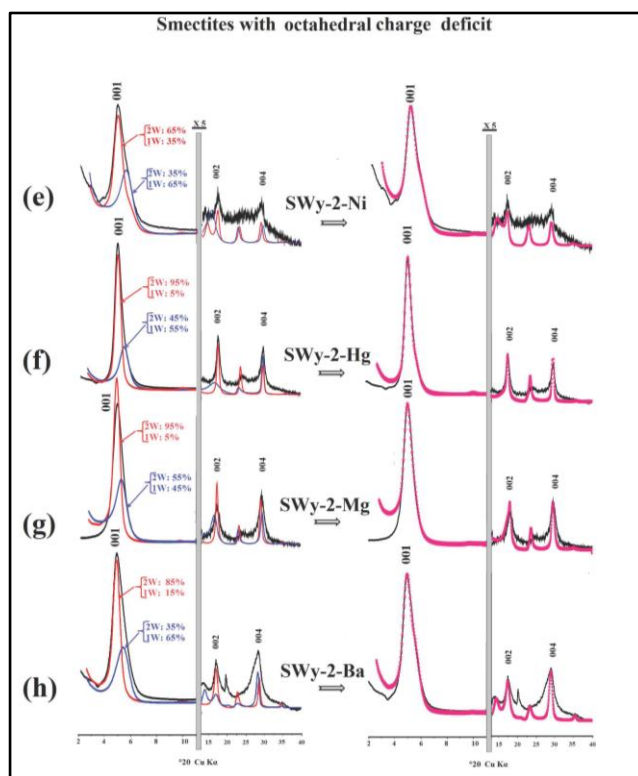 Smectites with octahedral charge deficit
001
2W: 65%
1W: 35%
2W: 35%
1W: 65%
X 5
002
004
(e)
SWy-2-Ni
001
X 5
002
004
001
2W: 95%
1W: 5%
2W: 45%
1W: 55%
002
004
(f)
SWy-2-Hg
001
002
004
001
2W: 95%
1W: 5%
2W: 55%
1W: 45%
002
004
(g)
SWy-2-Mg
001
002
004
001
2W: 85%
1W: 15%
2W: 35%
1W: 65%
002
004
(h)
SWy-2-Ba
001
002
004
2 4 6 8 10 15 20 25 30 35 40
2 4 6 8 10 15 20 25 30 35 40
°2θ Cu Kα
°2θ Cu Kα